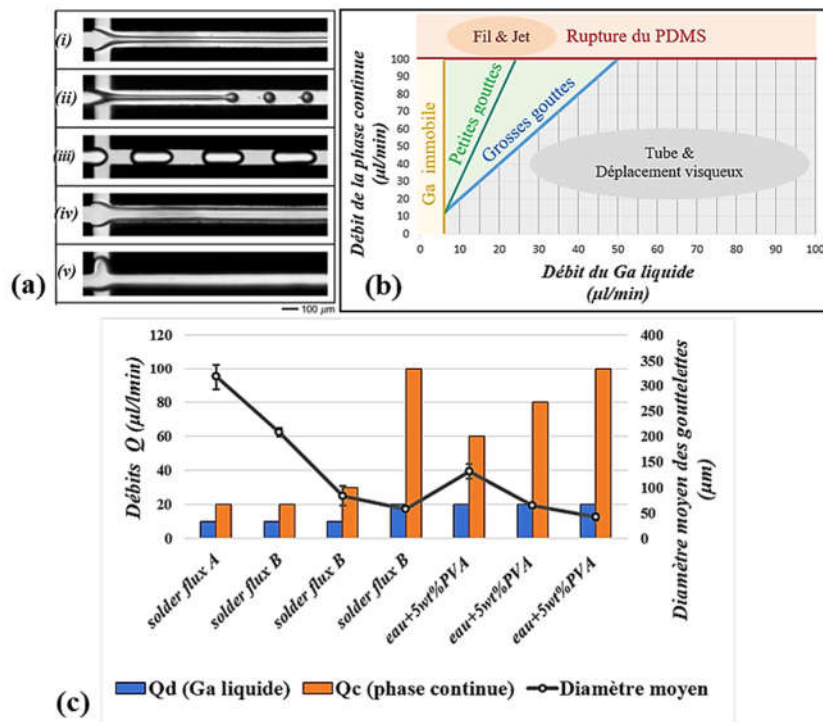 (i)
(ii)
(iii)
(iv)
(v)
(a)
100 µm
Débit de la phase continue
(µl/min)
100
90
80
70
60
50
40
30
20
10
0
Fil & Jet
Rupture du PDMS
Ga immobile
Petites gouttes
Grosses gouttes
Tube &
Déplacement visqueux
0 10 20 30 40 50 60 70 80 90 100
Débit du Ga liquide
(µl/min)
(b)
Débits Q (µl/lmin)
120
100
80
60
40
20
0
400
350
300
250
200
150
100
50
0
Diamètre moyen des gouttelettes
(µm)
solder flux A
solder flux B
solder flux B
solder flux B
eau+5wt%PVA
eau+5wt%PVA
eau+5wt%PVA
(c)
Qd (Ga liquide) Qc (phase continue) Diamètre moyen